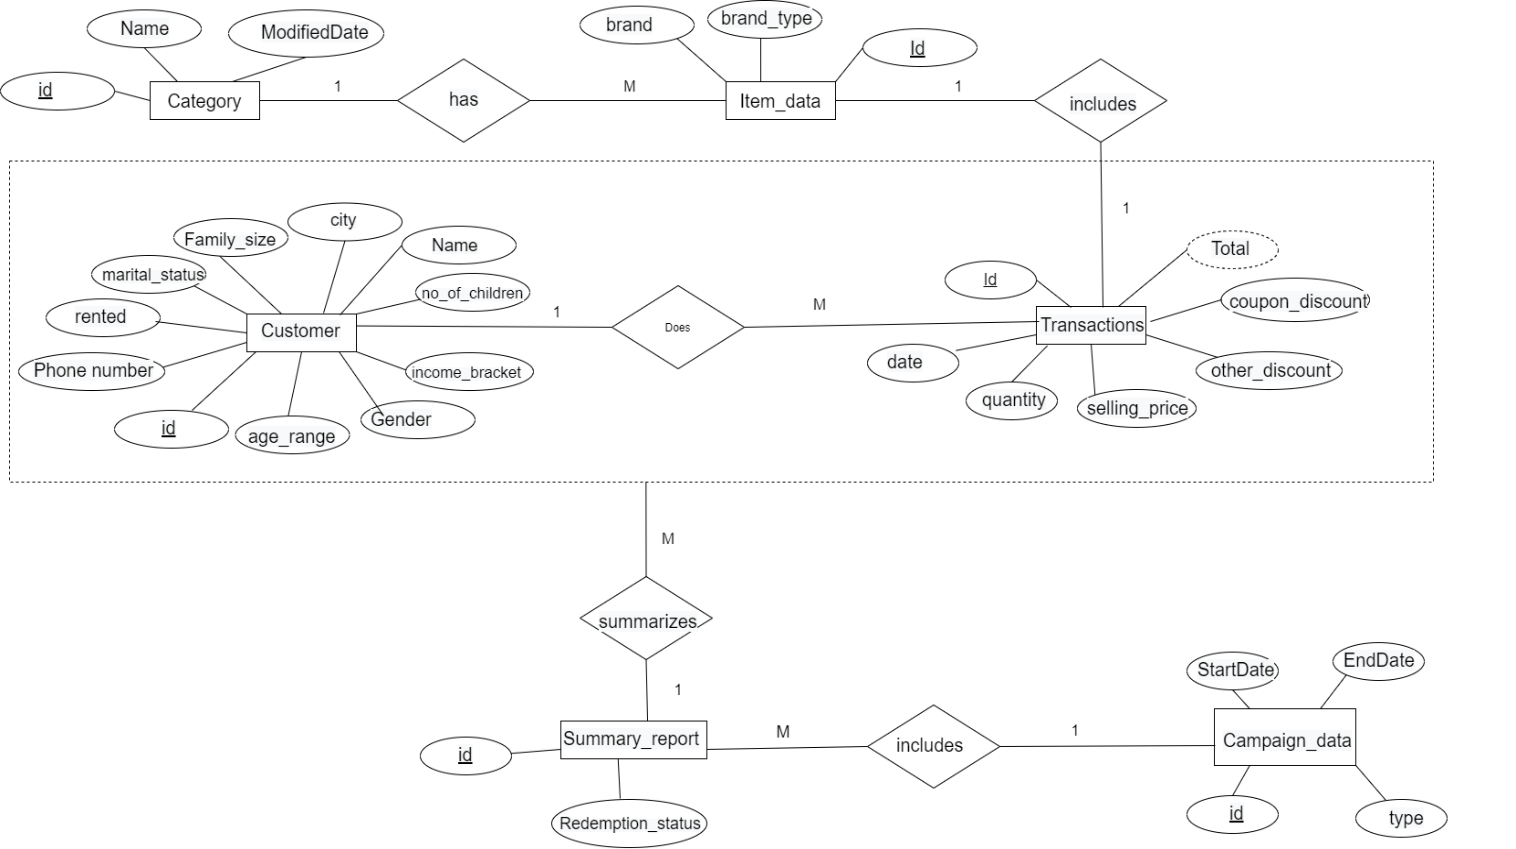 Name
ModifiedDate
brand
brand_type
Id
id
Category
1
has
M
Item_data
1
includes
1
Family_size
city
Name
Total
marital_status
no_of_children
Id
coupon_discount
rented
Customer
1
Does
M
Transactions
Phone number
income_bracket
date
other_discount
id
age_range
Gender
quantity
selling_price
M
summarizes
1
StartDate
EndDate
id
Summary_report
M
includes
1
Campaign_data
Redemption_status
id
type